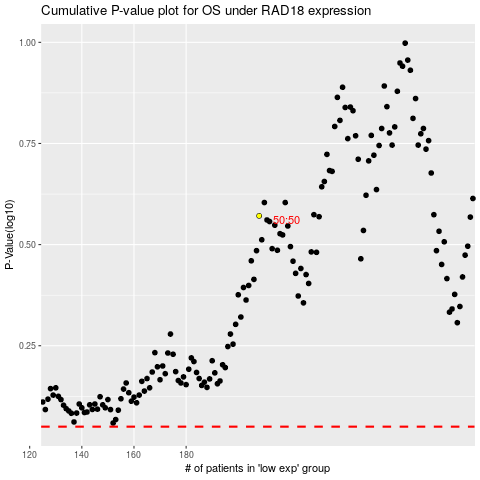 Cumulative P-value plot for OS under RAD18 expression
P-Value(log10)
1.00
0.75
0.50
0.25
50:50
120 140 160 180
# of patients in 'low exp' group